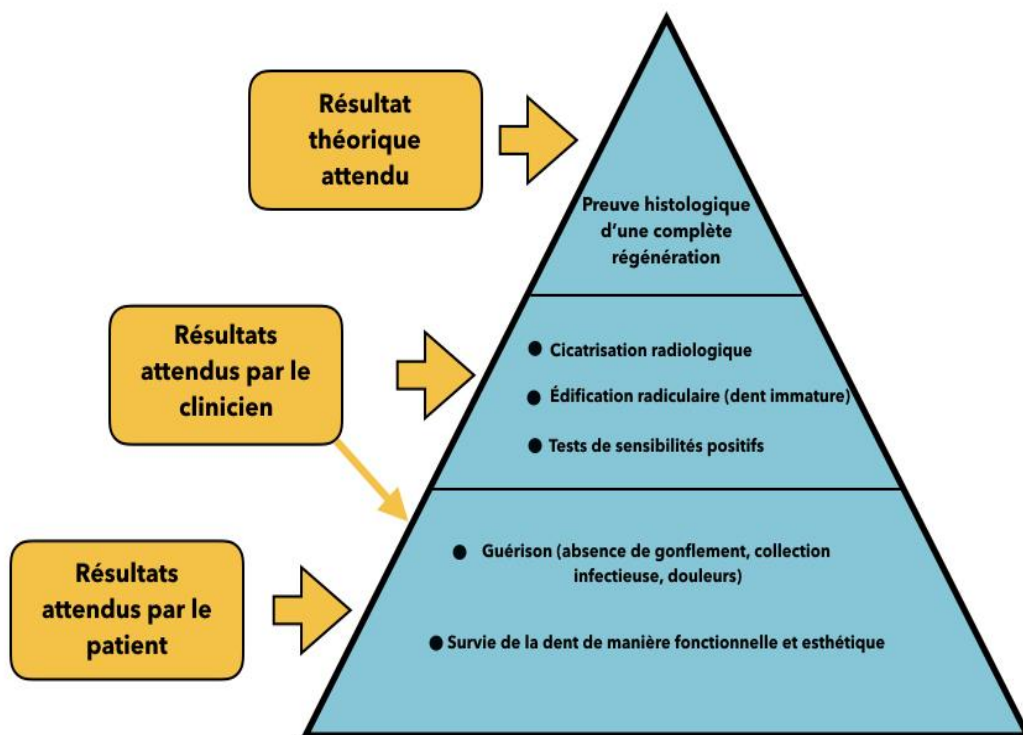 Résultat
théorique
attendu
Preuve histologique
d'une complète
régénération
Résultats
attendus par le
clinicien
Cicatrisation radiologique
Édification radiculaire (dent immature)
Tests de sensibilités positifs
Résultats
attendus par le
patient
Guérison (absence de gonflement, collection
infectieuse, douleurs)
Survie de la dent de manière fonctionnelle et esthétique